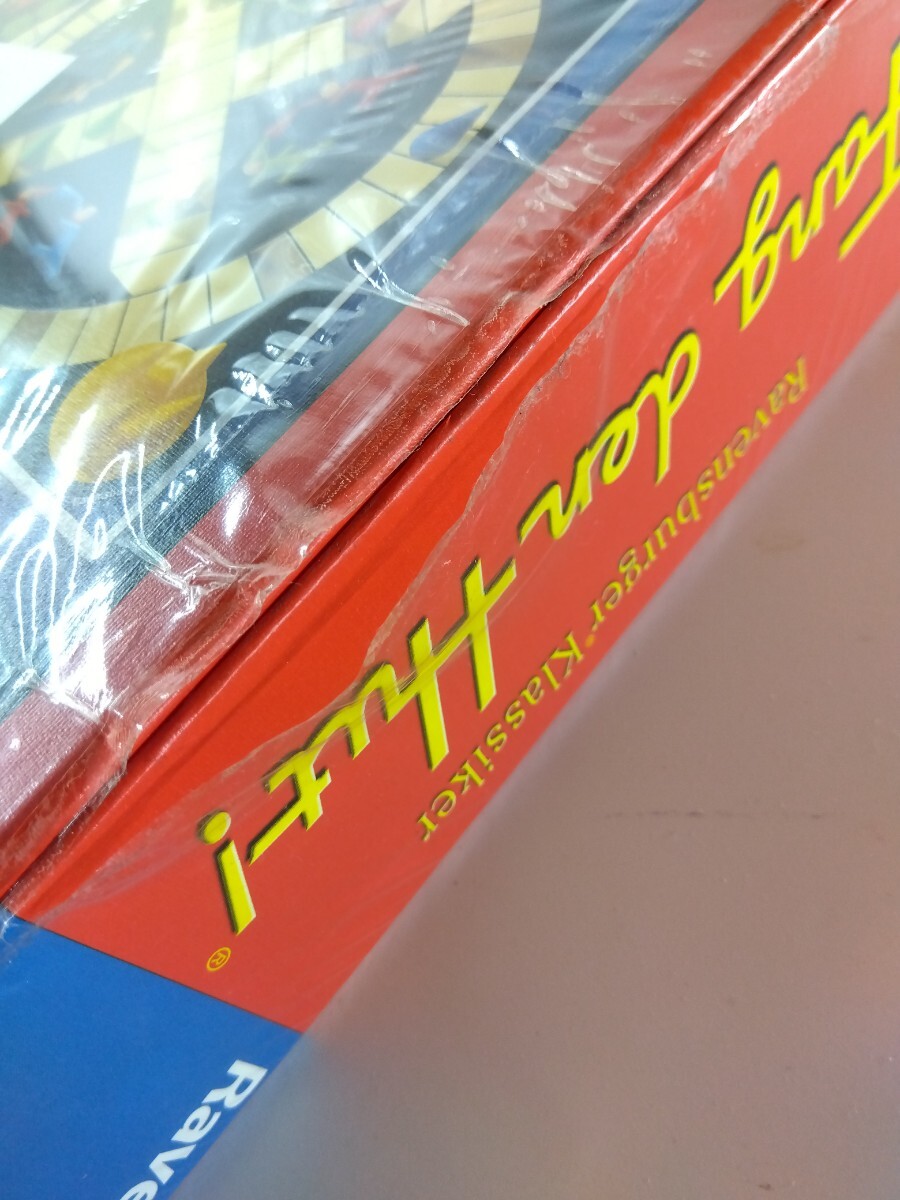 Fang den Hut!®
Ravensburger® Klassiker
Rave